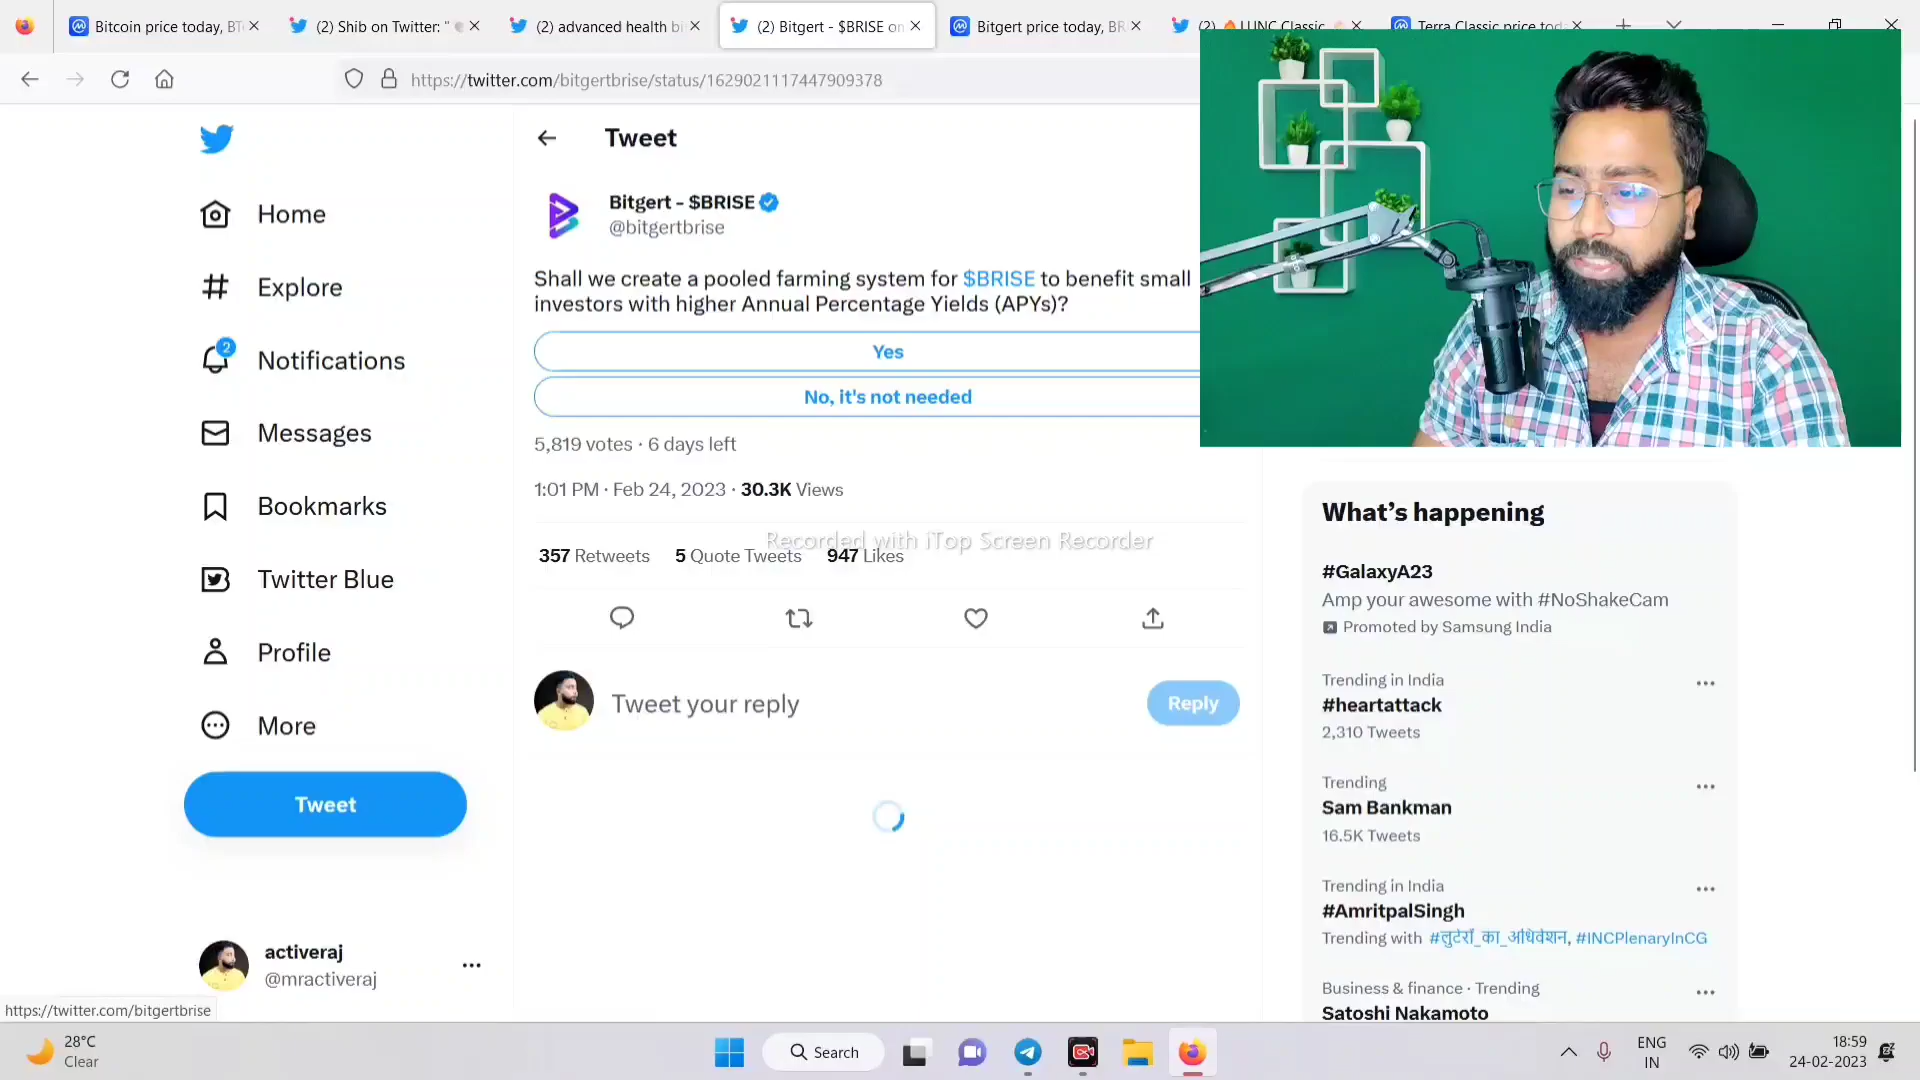 Bitcoin price today, BT
(2) Shib on Twitter: "
(2) advanced health bi
(2) Bitgert - $BRISE on
Bitgert price today, BR
(2) 🔥 LUNC Classic
Terra Classic price toda
https://twitter.com/bitgertbrise/status/1629021117447909378
Home
Explore
2
Notifications
Messages
Bookmarks
Twitter Blue
Profile
More
Tweet
activeraj
@mractiveraj
https://twitter.com/bitgertbrise
Tweet
Bitgert - $BRISE
@bitgertbrise
Shall we create a pooled farming system for $BRISE to benefit small
investors with higher Annual Percentage Yields (APYs)?
Yes
No, it's not needed
5,819 votes · 6 days left
1:01 PM · Feb 24, 2023 · 30.3K Views
Recorded with iTop Screen Recorder
357 Retweets 5 Quote Tweets 947 Likes
Tweet your reply
Reply
What's happening
#GalaxyA23
Amp your awesome with #NoShakeCam
Promoted by Samsung India
Trending in India
#heartattack
2,310 Tweets
Trending
Sam Bankman
16.5K Tweets
Trending in India
#AmritpalSingh
Trending with #लुटेरों_का_अधिवेशन, #INCPlenaryInCG
Business & finance · Trending
Satoshi Nakamoto
28°C
Clear
Search
ENG
IN
18:59
24-02-2023